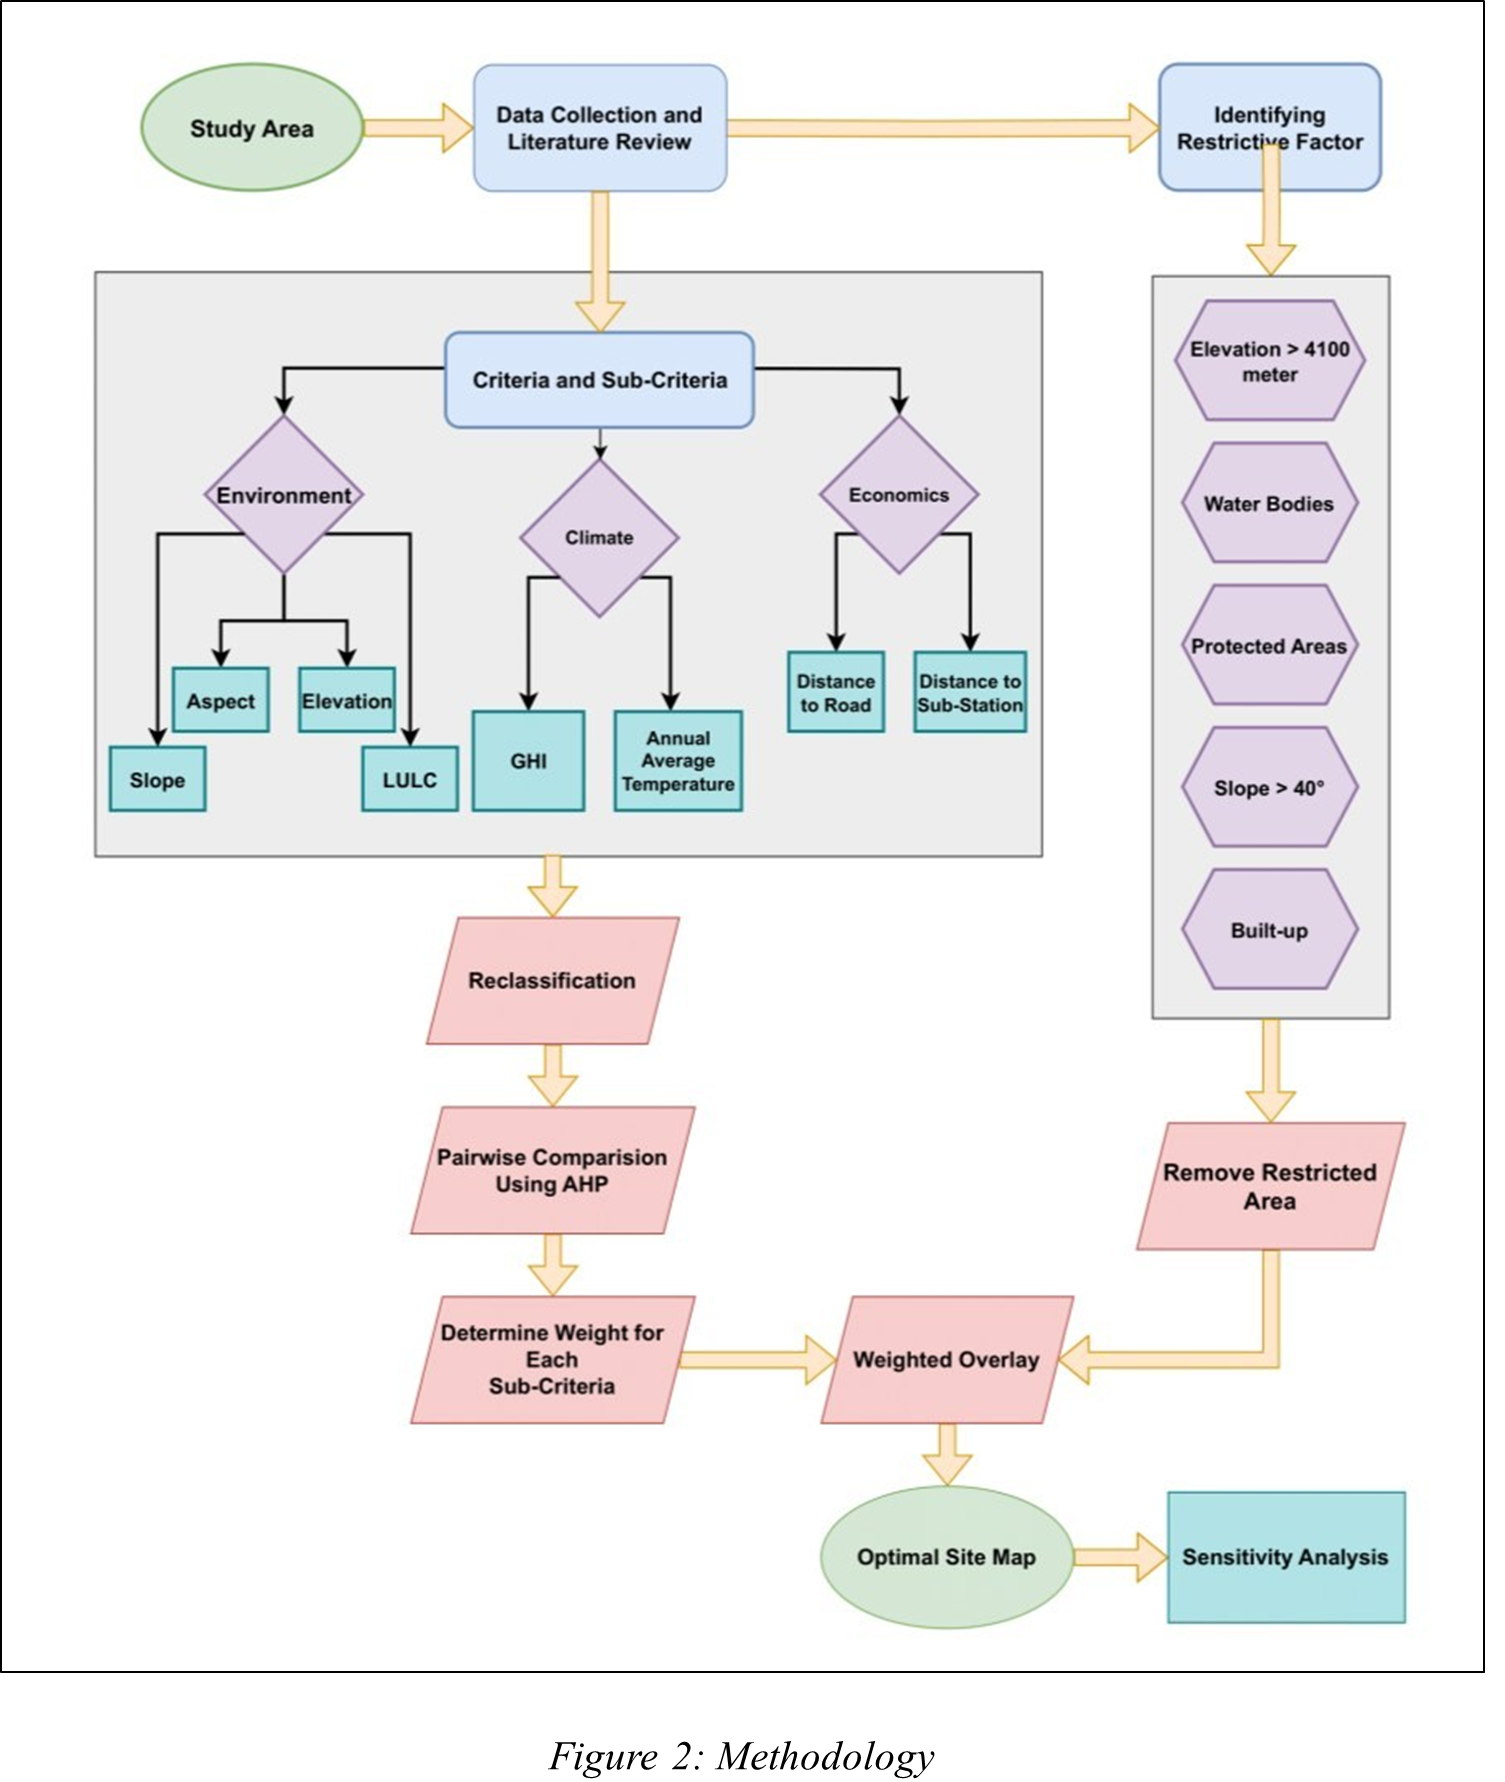 Study Area
Data Collection and
Literature Review
Identifying
Restrictive Factor
Criteria and Sub-Criteria
Environment
Climate
Economics
Aspect
Elevation
Slope
LULC
GHI
Annual
Average
Temperature
Distance
to Road
Distance to
Sub-Station
Elevation > 4100
meter
Water Bodies
Protected Areas
Slope > 40°
Built-up
Reclassification
Pairwise Comparision
Using AHP
Determine Weight for
Each
Sub-Criteria
Remove Restricted
Area
Weighted Overlay
Optimal Site Map
Sensitivity Analysis
Figure 2: Methodology